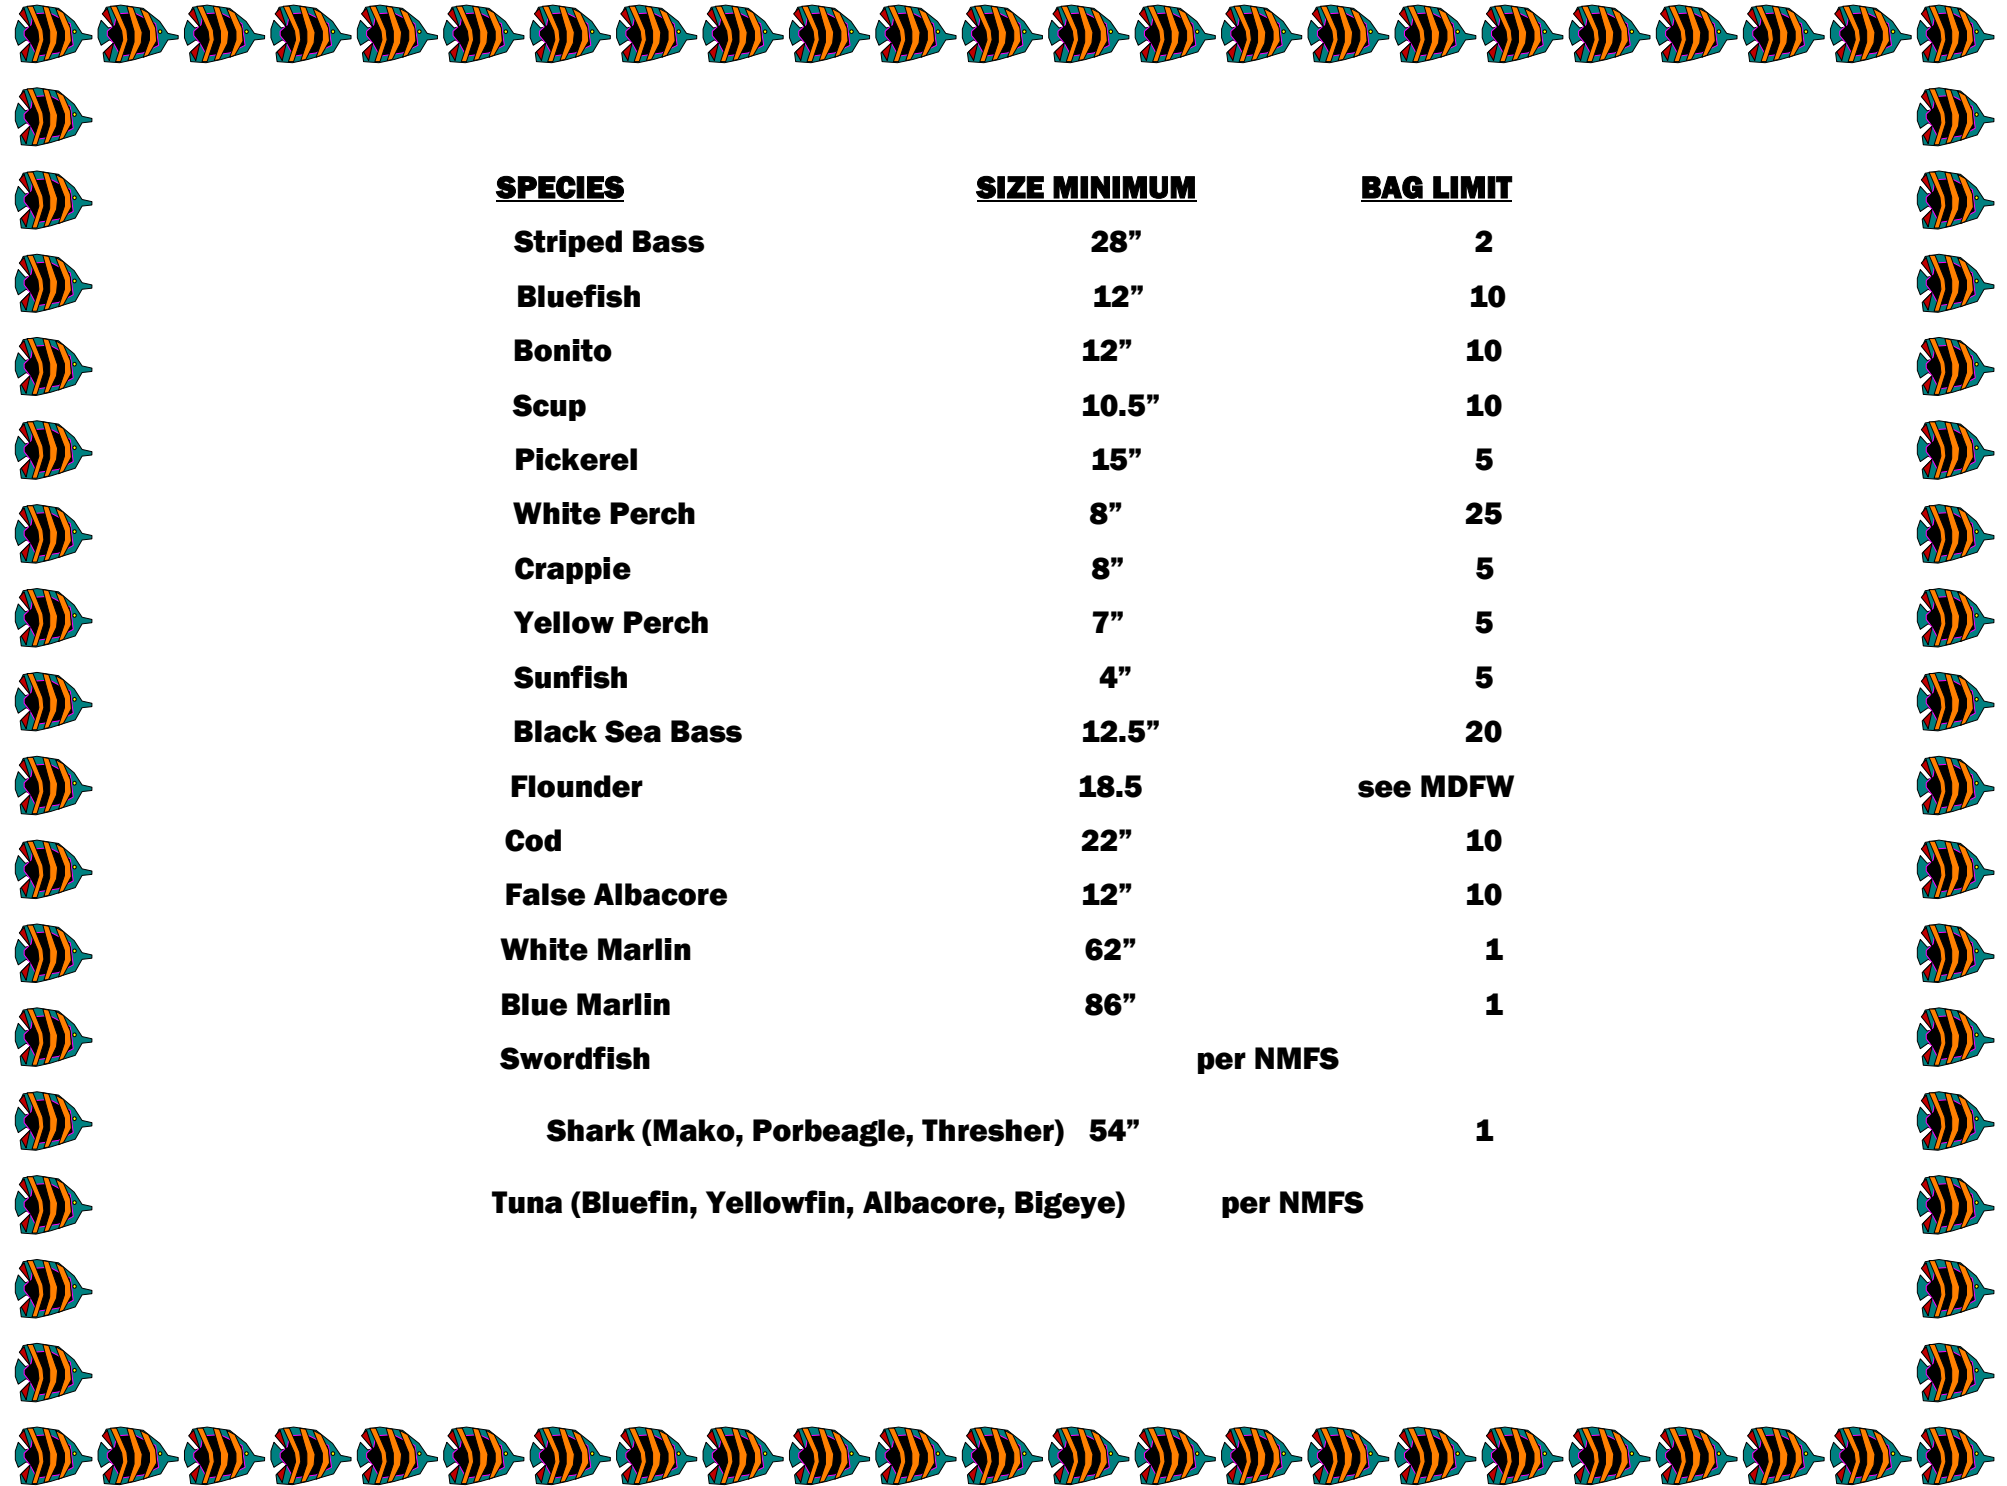 SPECIES SIZE MINIMUM BAG LIMIT
Striped Bass 28” 2
Bluefish 12” 10
Bonito 12” 10
Scup 10.5” 10
Pickerel 15” 5
White Perch 8” 25
Crappie 8” 5
Yellow Perch 7” 5
Sunfish 4” 5
Black Sea Bass 12.5” 20
Flounder 18.5 see MDFW
Cod 22” 10
False Albacore 12” 10
White Marlin 62” 1
Blue Marlin 86” 1
Swordfish per NMFS
Shark (Mako, Porbeagle, Thresher) 54” 1
Tuna (Bluefin, Yellowfin, Albacore, Bigeye) per NMFS